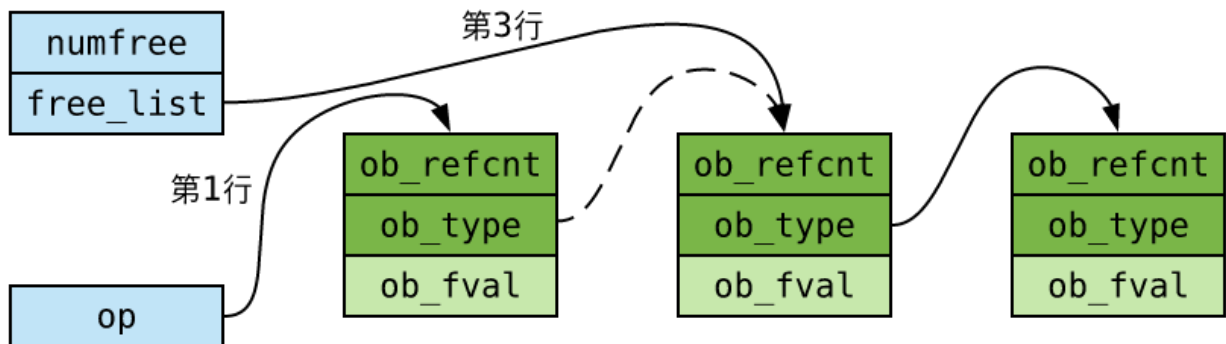 numfree
free_list
第3行
第1行
op
ob_refcnt
ob_type
ob_fval
ob_refcnt
ob_type
ob_fval
ob_refcnt
ob_type
ob_fval